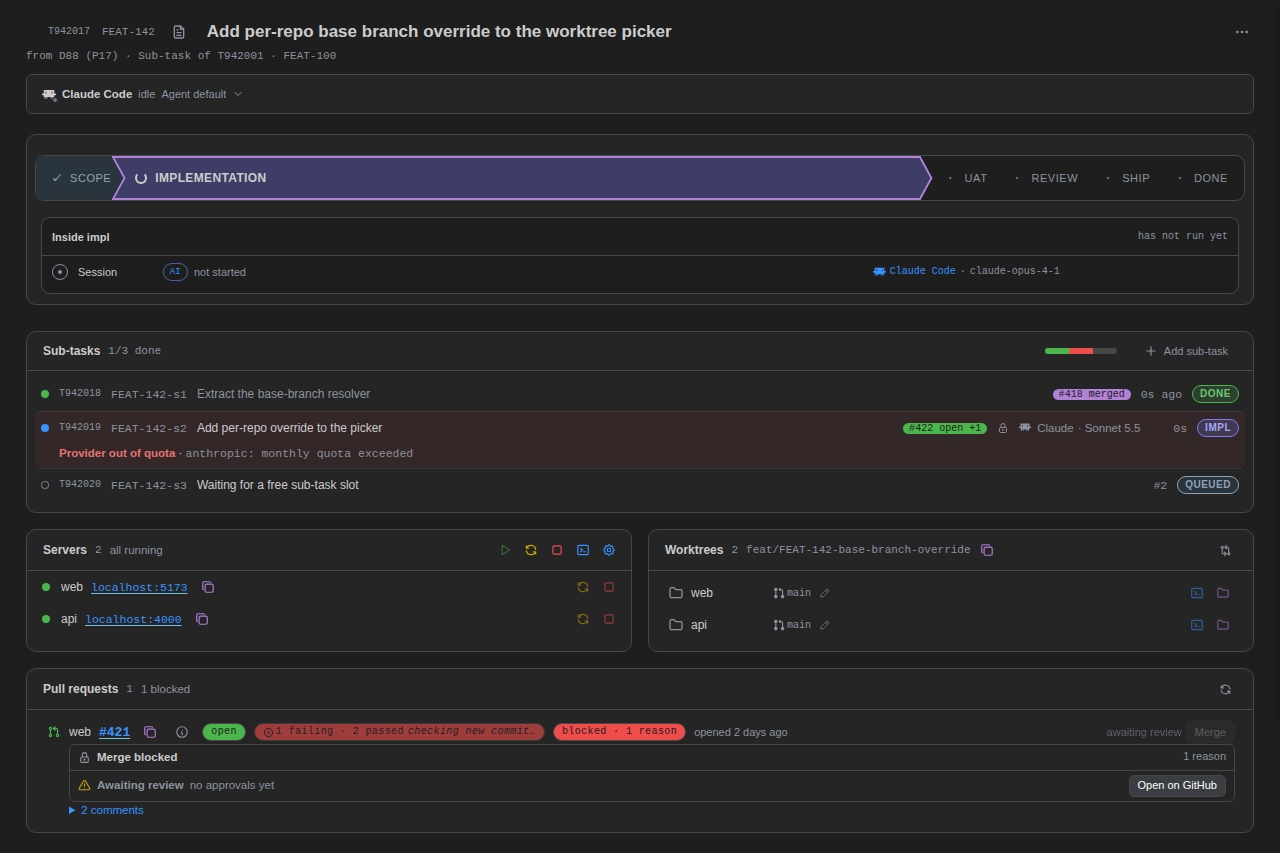 T942017 FEAT-142 Add per-repo base branch override to the worktree picker
from D88 (P17) · Sub-task of T942001 · FEAT-100
Claude Code idle Agent default
SCOPE IMPLEMENTATION · UAT · REVIEW · SHIP · DONE
Inside impl has not run yet
Session AI not started Claude Code · claude-opus-4-1
Sub-tasks 1/3 done Add sub-task
T942018 FEAT-142-s1 Extract the base-branch resolver #418 merged 0s ago DONE
T942019 FEAT-142-s2 Add per-repo override to the picker #422 open +1 Claude · Sonnet 5.5 0s IMPL
Provider out of quota · anthropic: monthly quota exceeded
T942020 FEAT-142-s3 Waiting for a free sub-task slot #2 QUEUED
Servers 2 all running
web localhost:5173
api localhost:4000
Worktrees 2 feat/FEAT-142-base-branch-override
web main
api main
Pull requests 1 1 blocked
web #421 open 1 failing · 2 passed checking new commit… blocked · 1 reason opened 2 days ago awaiting review Merge
Merge blocked 1 reason
Awaiting review no approvals yet Open on GitHub
2 comments